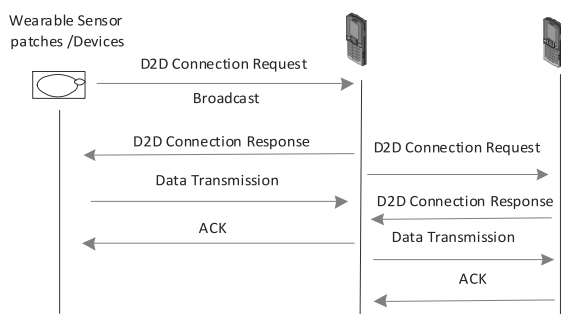 Wearable Sensor
patches /Devices
D2D Connection Request
Broadcast
D2D Connection Response
D2D Connection Request
Data Transmission
D2D Connection Response
ACK
Data Transmission
ACK